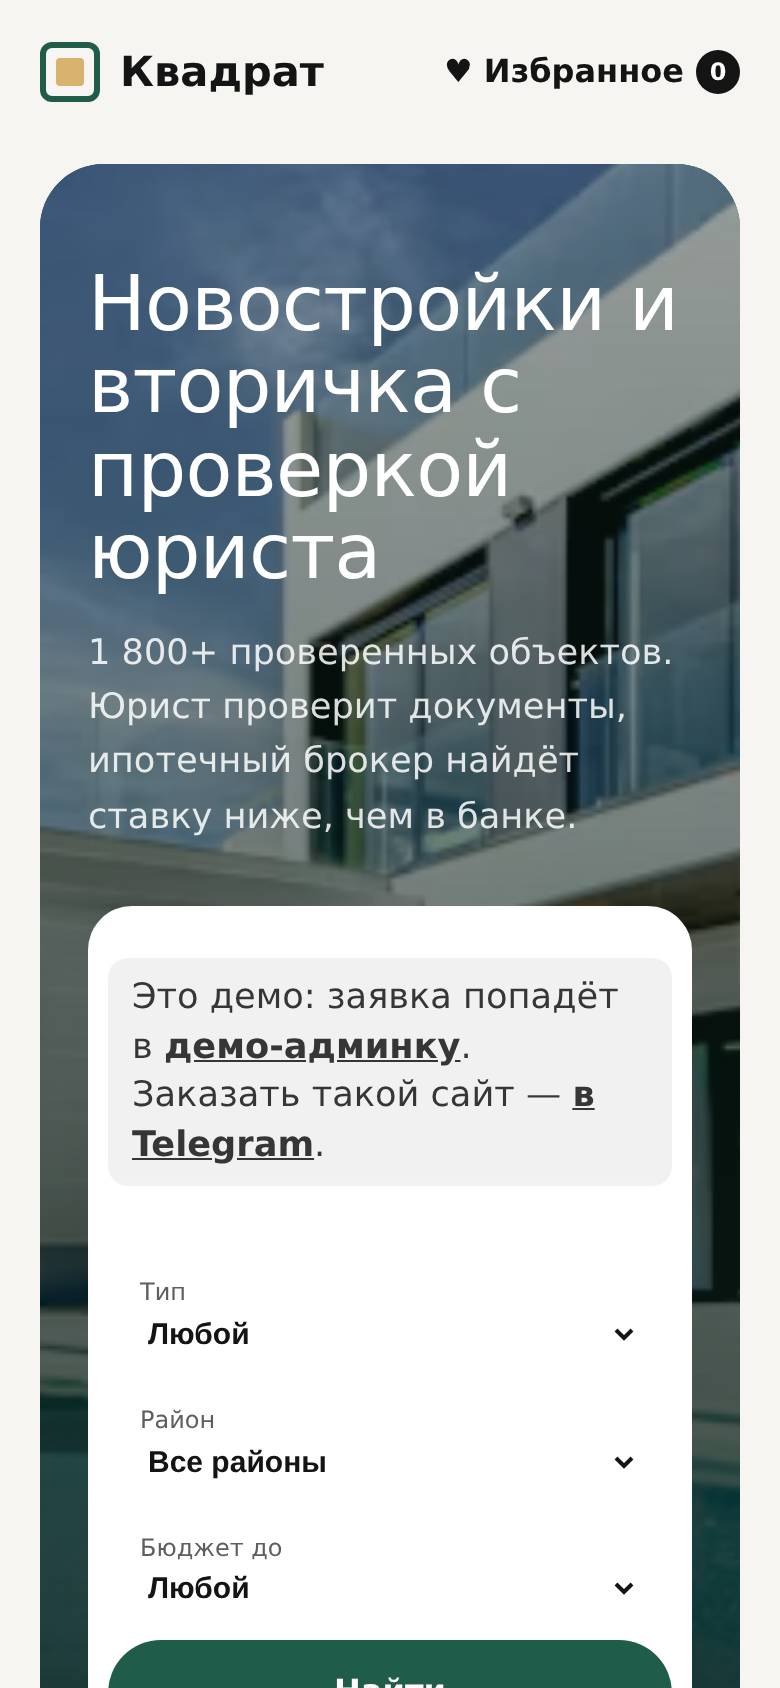 Квадрат
♥ Избранное 0
Новостройки и
вторичка с
проверкой
юриста
1 800+ проверенных объектов.
Юрист проверит документы,
ипотечный брокер найдёт
ставку ниже, чем в банке.
Это демо: заявка попадёт
в демо-админку.
Заказать такой сайт — в
Telegram.
Тип
Любой
Район
Все районы
Бюджет до
Любой
Найти